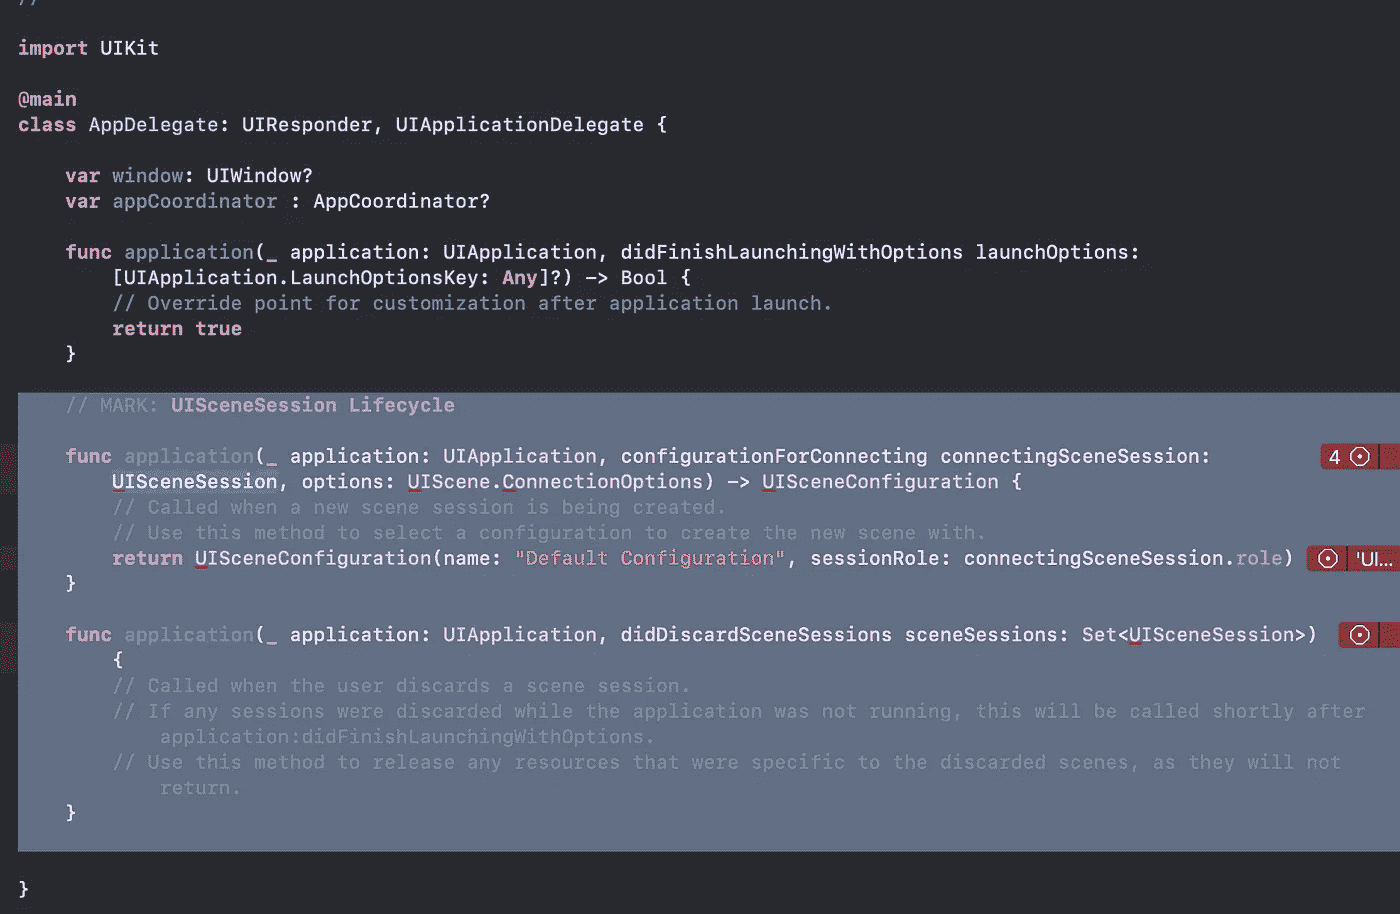 //
import UIKit
@main
class AppDelegate: UIResponder, UIApplicationDelegate {
var window: UIWindow?
var appCoordinator : AppCoordinator?
func application(_ application: UIApplication, didFinishLaunchingWithOptions launchOptions:
[UIApplication.LaunchOptionsKey: Any]?) -> Bool {
// Override point for customization after application launch.
return true
}
// MARK: UISceneSession Lifecycle
func application(_ application: UIApplication, configurationForConnecting connectingSceneSession: 4
UISceneSession, options: UIScene.ConnectionOptions) -> UISceneConfiguration {
// Called when a new scene session is being created.
// Use this method to select a configuration to create the new scene with.
return UISceneConfiguration(name: "Default Configuration", sessionRole: connectingSceneSession.role) 'UI...
}
func application(_ application: UIApplication, didDiscardSceneSessions sceneSessions: Set<UISceneSession>)
{
// Called when the user discards a scene session.
// If any sessions were discarded while the application was not running, this will be called shortly after
application:didFinishLaunchingWithOptions.
// Use this method to release any resources that were specific to the discarded scenes, as they will not
return.
}
}